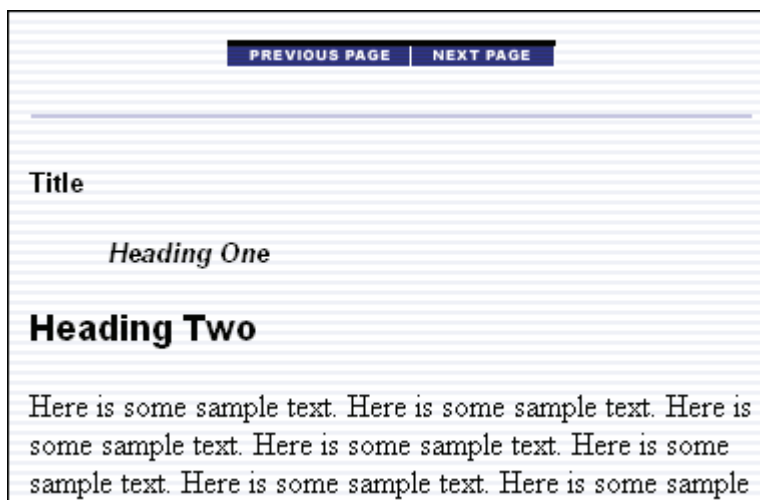 PREVIOUS PAGE NEXT PAGE
Title
Heading One
Heading Two
Here is some sample text. Here is some sample text. Here is
some sample text. Here is some sample text. Here is some
sample text. Here is some sample text. Here is some sample